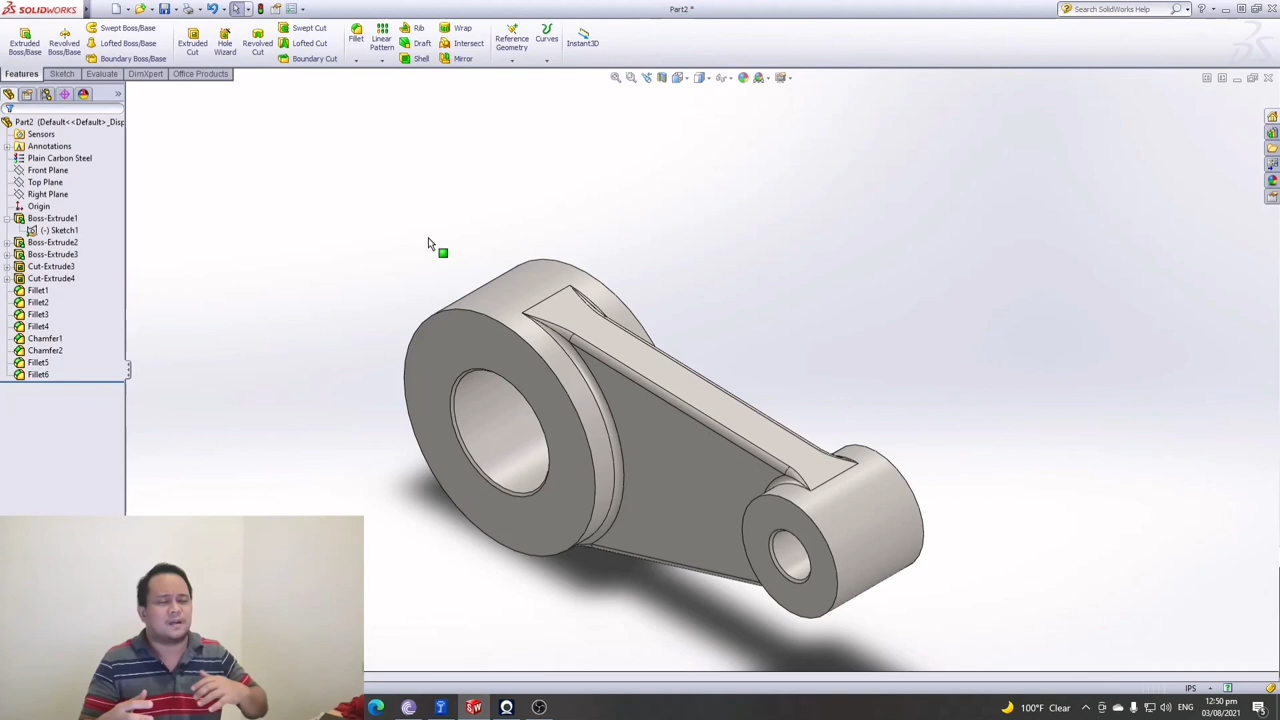 SOLIDWORKS
Part2 *
Search SolidWorks Help
Extruded Boss/Base
Revolved Boss/Base
Swept Boss/Base
Lofted Boss/Base
Boundary Boss/Base
Extruded Cut
Hole Wizard
Revolved Cut
Swept Cut
Lofted Cut
Boundary Cut
Fillet
Linear Pattern
Rib
Draft
Shell
Wrap
Intersect
Mirror
Reference Geometry
Curves
Instant3D
Features
Sketch
Evaluate
DimXpert
Office Products
Part2 (Default<<Default>_Disp
Sensors
Annotations
Plain Carbon Steel
Front Plane
Top Plane
Right Plane
Origin
Boss-Extrude1
(-) Sketch1
Boss-Extrude2
Boss-Extrude3
Cut-Extrude3
Cut-Extrude4
Fillet1
Fillet2
Fillet3
Fillet4
Chamfer1
Chamfer2
Fillet5
Fillet6
IPS
100°F Clear
ENG
12:50 pm
03/08/2021